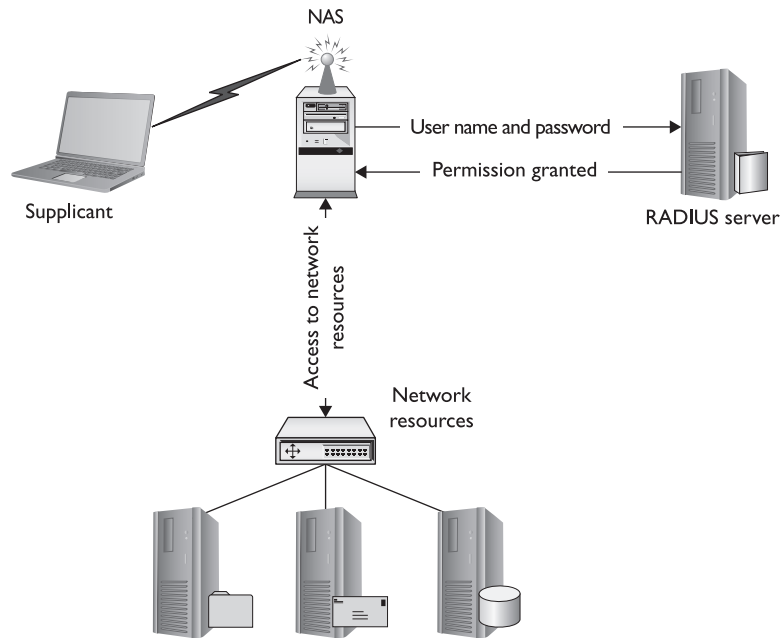 NAS
User name and password
Permission granted
Supplicant
RADIUS server
Access to network
resources
Network
resources